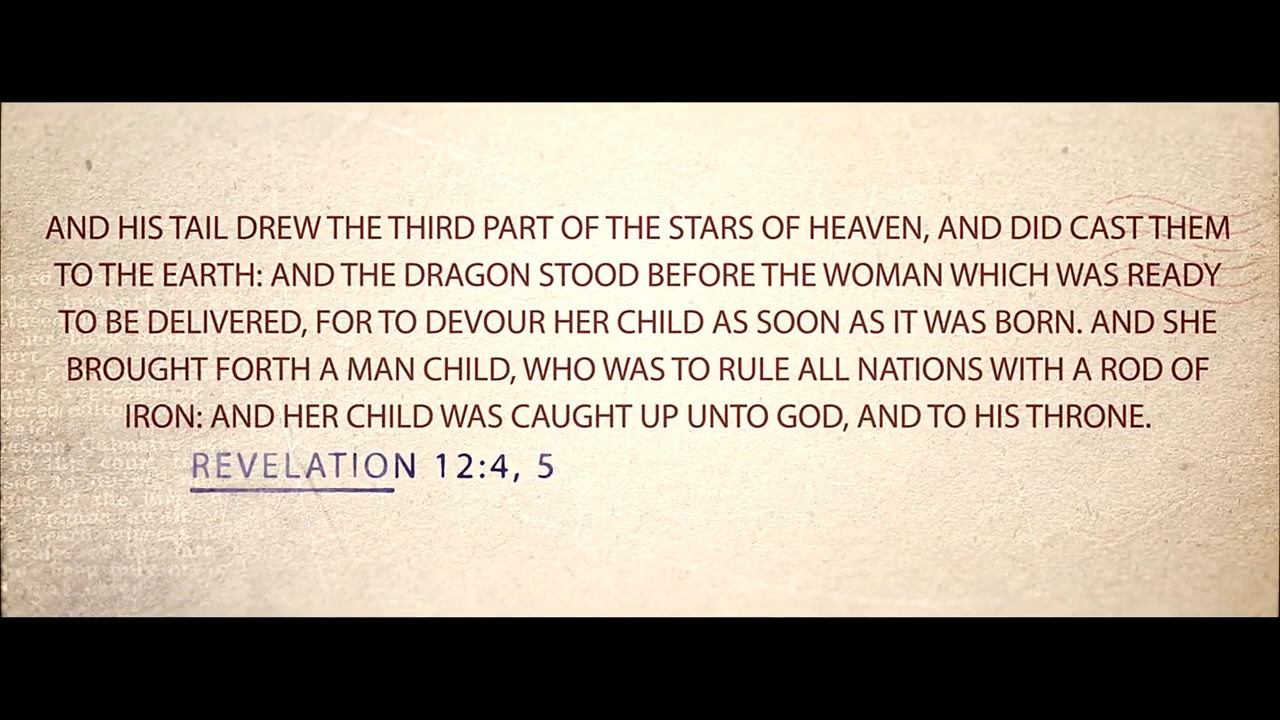 AND HIS TAIL DREW THE THIRD PART OF THE STARS OF HEAVEN, AND DID CAST THEM
TO THE EARTH: AND THE DRAGON STOOD BEFORE THE WOMAN WHICH WAS READY
TO BE DELIVERED, FOR TO DEVOUR HER CHILD AS SOON AS IT WAS BORN. AND SHE
BROUGHT FORTH A MAN CHILD, WHO WAS TO RULE ALL NATIONS WITH A ROD OF
IRON: AND HER CHILD WAS CAUGHT UP UNTO GOD, AND TO HIS THRONE.
REVELATION 12:4, 5